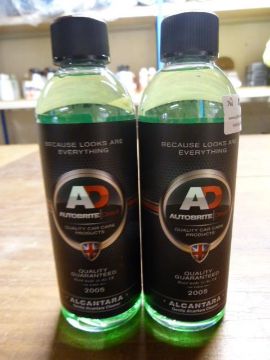 BECAUSE LOOKS ARE
EVERYTHING
AD
AUTOBRITE
QUALITY CAR CARE
PRODUCTS
QUALITY
GUARANTEED
2005
ALCANTARA
BECAUSE LOOKS ARE
EVERYTHING
AD
AUTOBRITE
QUALITY CAR CARE
PRODUCTS
QUALITY
GUARANTEED
2005
ALCANTARA